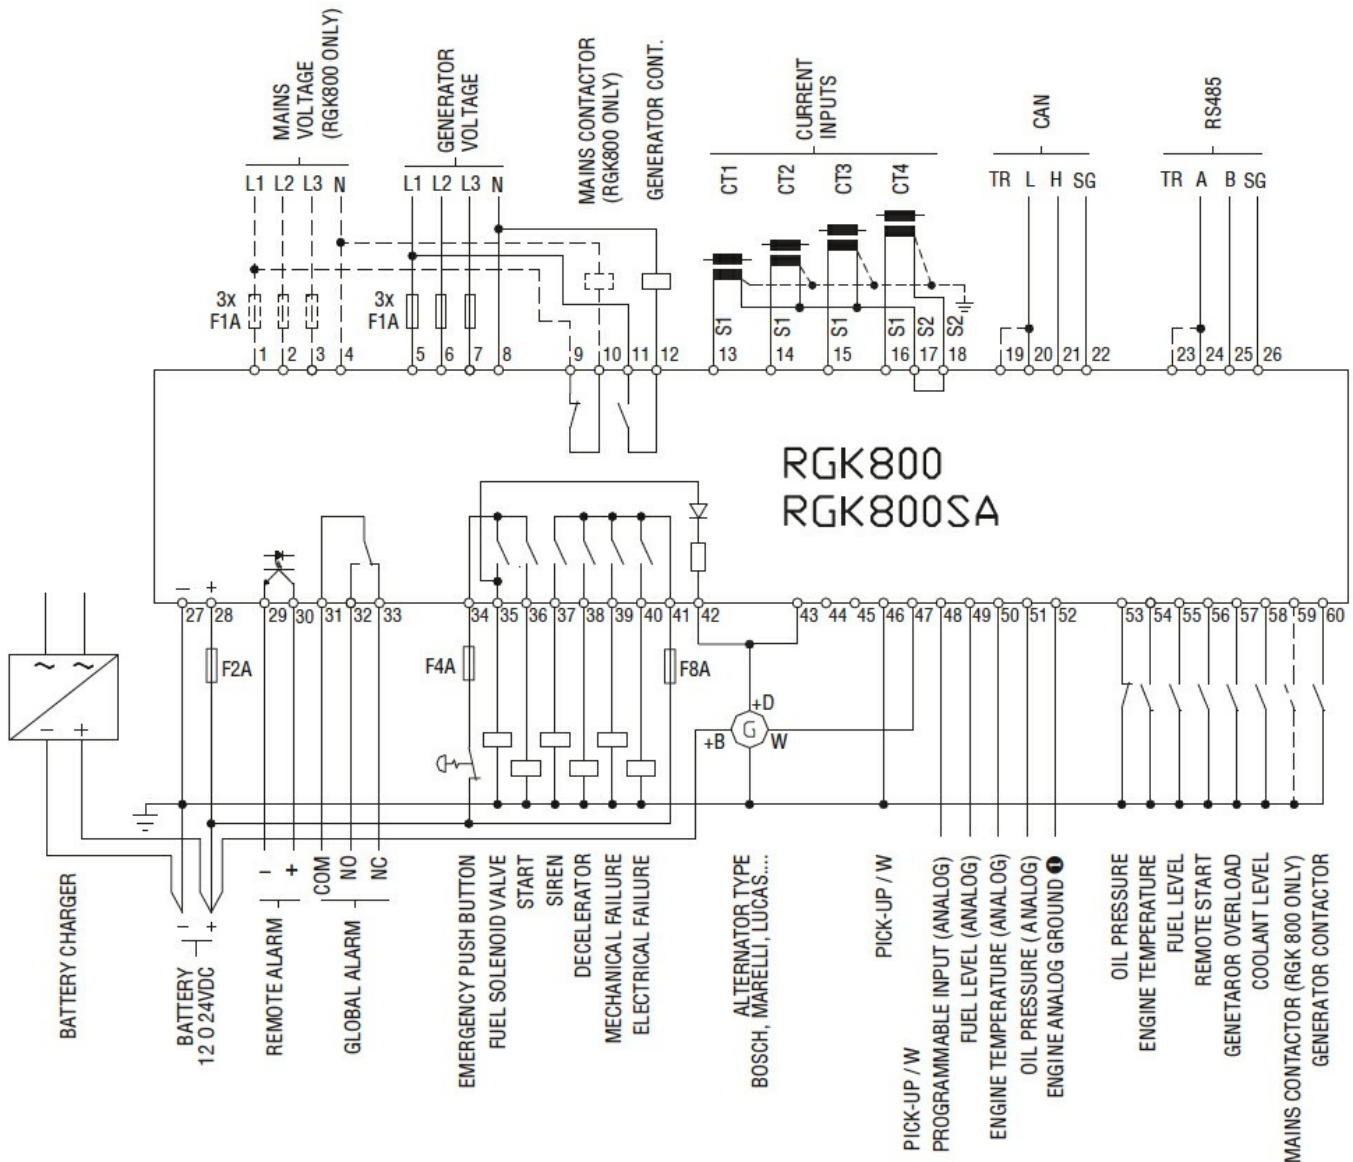 MAINS
VOLTAGE
(RGK800 ONLY)
GENERATOR
VOLTAGE
MAINS CONTACTOR
(RGK800 ONLY)
GENERATOR CONT.
CURRENT
INPUTS
CAN
RS485
L1 L2 L3 N
L1 L2 L3 N
CT1 CT2 CT3 CT4
TR L H SG
TR A B SG
3x
F1A
3x
F1A
S1 S1 S1 S1 S2 S2
1 2 3 4 5 6 7 8 9 10 11 12 13 14 15 16 17 18 19 20 21 22 23 24 25 26
RGK800
RGK800SA
– +
27 28 29 30 31 32 33 34 35 36 37 38 39 40 41 42 43 44 45 46 47 48 49 50 51 52 53 54 55 56 57 58 59 60
~ ~
– +
F2A
F4A
F8A
+D
G
+B
W
– +
– +
COM
NO
NC
BATTERY CHARGER
BATTERY
12 O 24VDC
REMOTE ALARM
GLOBAL ALARM
EMERGENCY PUSH BUTTON
FUEL SOLENOID VALVE
START
SIREN
DECELERATOR
MECHANICAL FAILURE
ELECTRICAL FAILURE
ALTERNATOR TYPE
BOSCH, MARELLI, LUCAS....
PICK-UP / W
PICK-UP / W
PROGRAMMABLE INPUT (ANALOG)
FUEL LEVEL (ANALOG)
ENGINE TEMPERATURE (ANALOG)
OIL PRESSURE ( ANALOG)
ENGINE ANALOG GROUND ❶
OIL PRESSURE
ENGINE TEMPERATURE
FUEL LEVEL
REMOTE START
GENETAROR OVERLOAD
COOLANT LEVEL
MAINS CONTACTOR (RGK 800 ONLY)
GENERATOR CONTACTOR